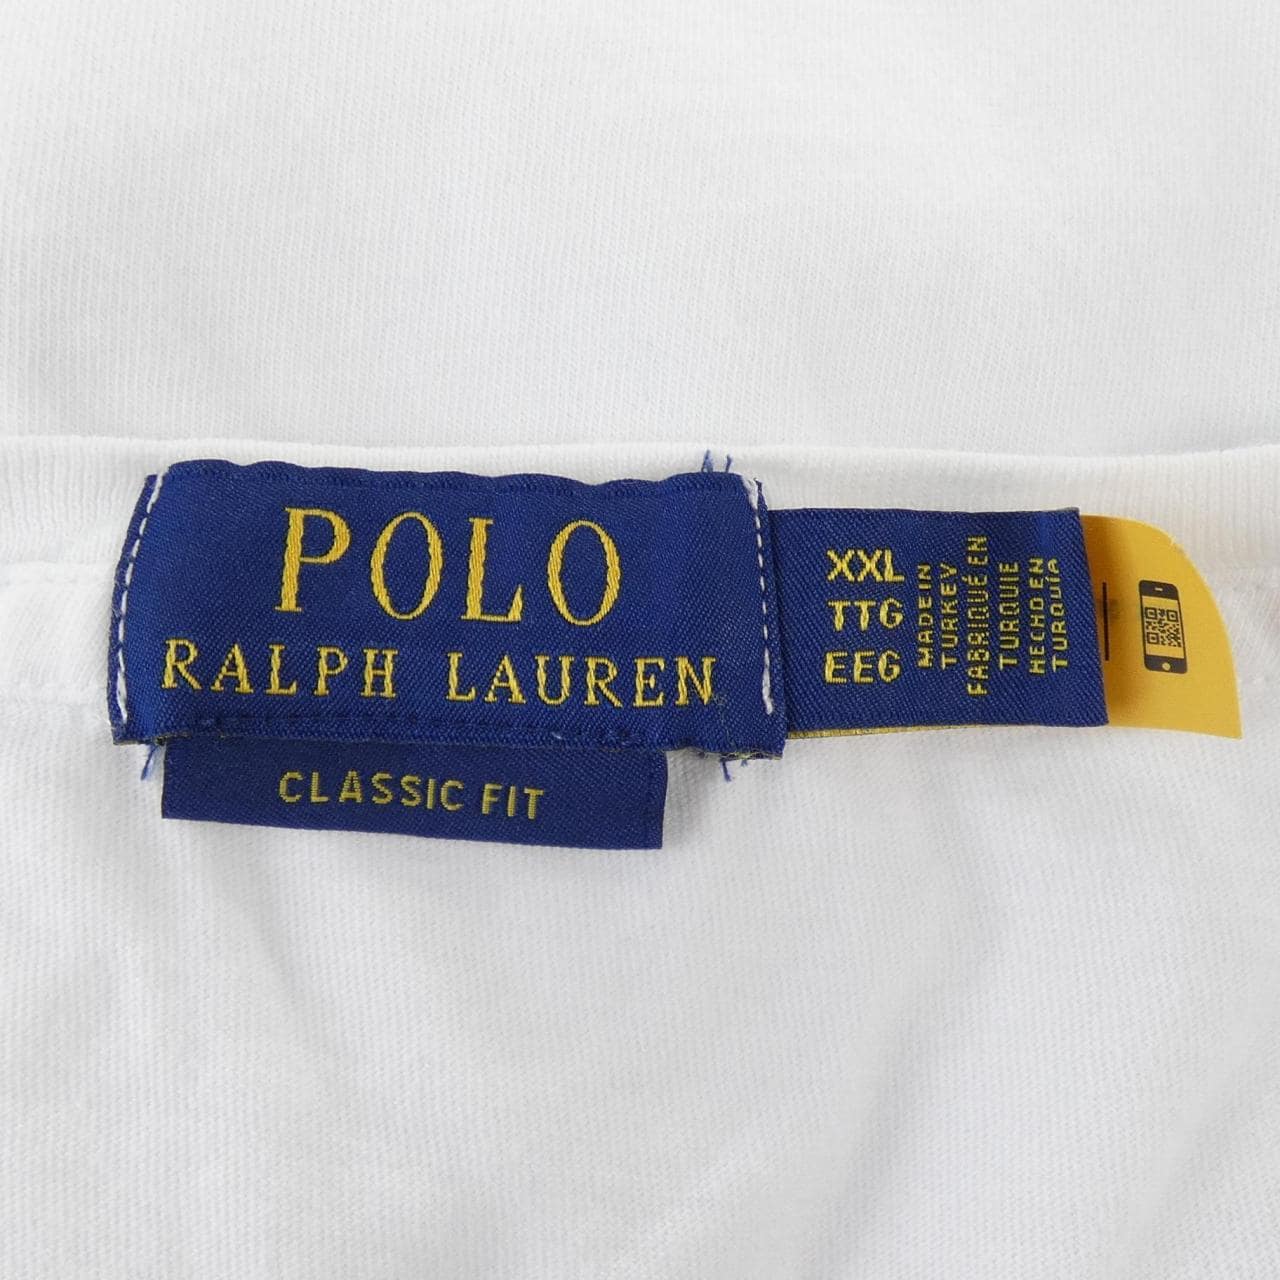 POLO
RALPH LAUREN
CLASSIC FIT
XXL
TTG
EEG
MADE IN
TURKEY
FABRIQUÉ EN
TURQUIE
HECHO EN
TURQUÍA